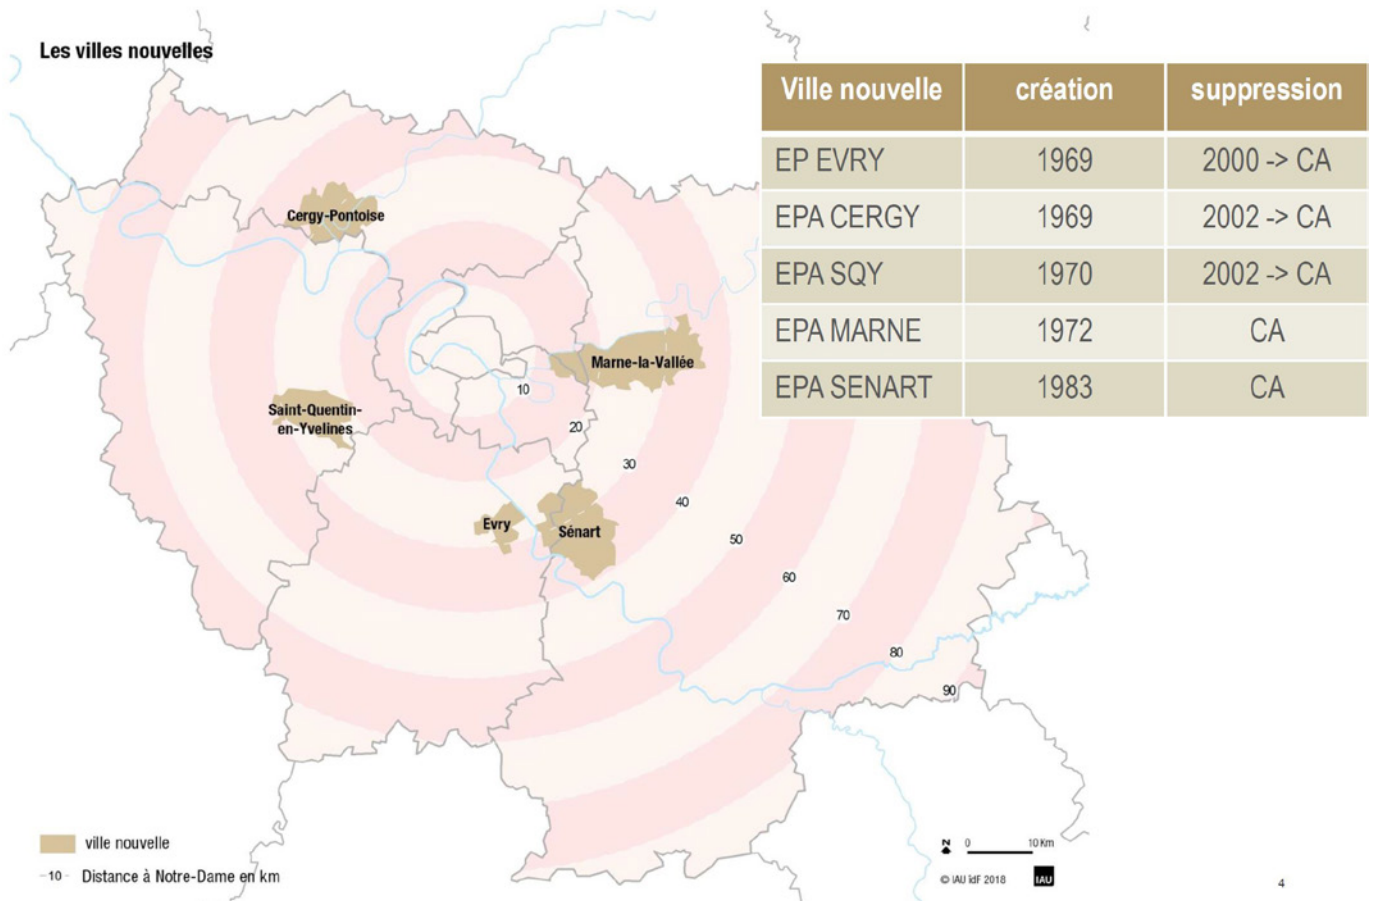 Les villes nouvelles
Ville nouvelle création suppression
EP EVRY 1969 2000 -> CA
EPA CERGY 1969 2002 -> CA
EPA SQY 1970 2002 -> CA
EPA MARNE 1972 CA
EPA SENART 1983 CA
Cergy-Pontoise
Marne-la-Vallée
Saint-Quentin-
en-Yvelines
Evry
Sénart
10
20
30
40
50
60
70
80
90
ville nouvelle
-10- Distance à Notre-Dame en km
N 0 10 Km
© IAU îdF 2018 IAU
4